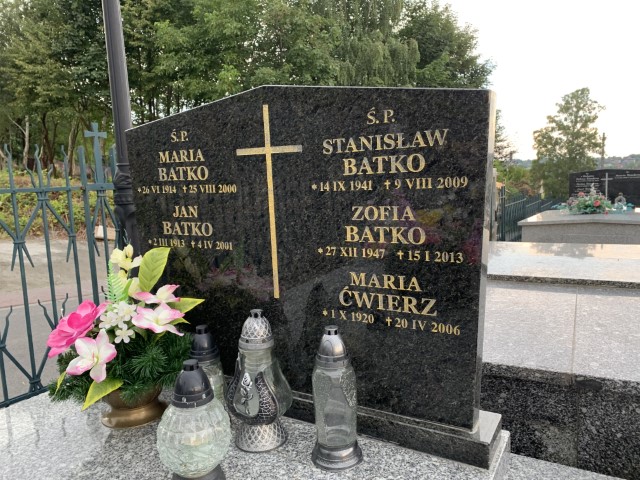 Ś.P.
MARIA
BATKO
*26 VI 1914 ✝25 VIII 2000
JAN
BATKO
*2 III 1913 ✝4 IV 2001
Ś.P.
STANISŁAW
BATKO
*14 IX 1941 ✝9 VIII 2009
ZOFIA
BATKO
*27 XII 1947 ✝15 I 2013
MARIA
ĆWIERZ
*1 X 1920 ✝20 IV 2006